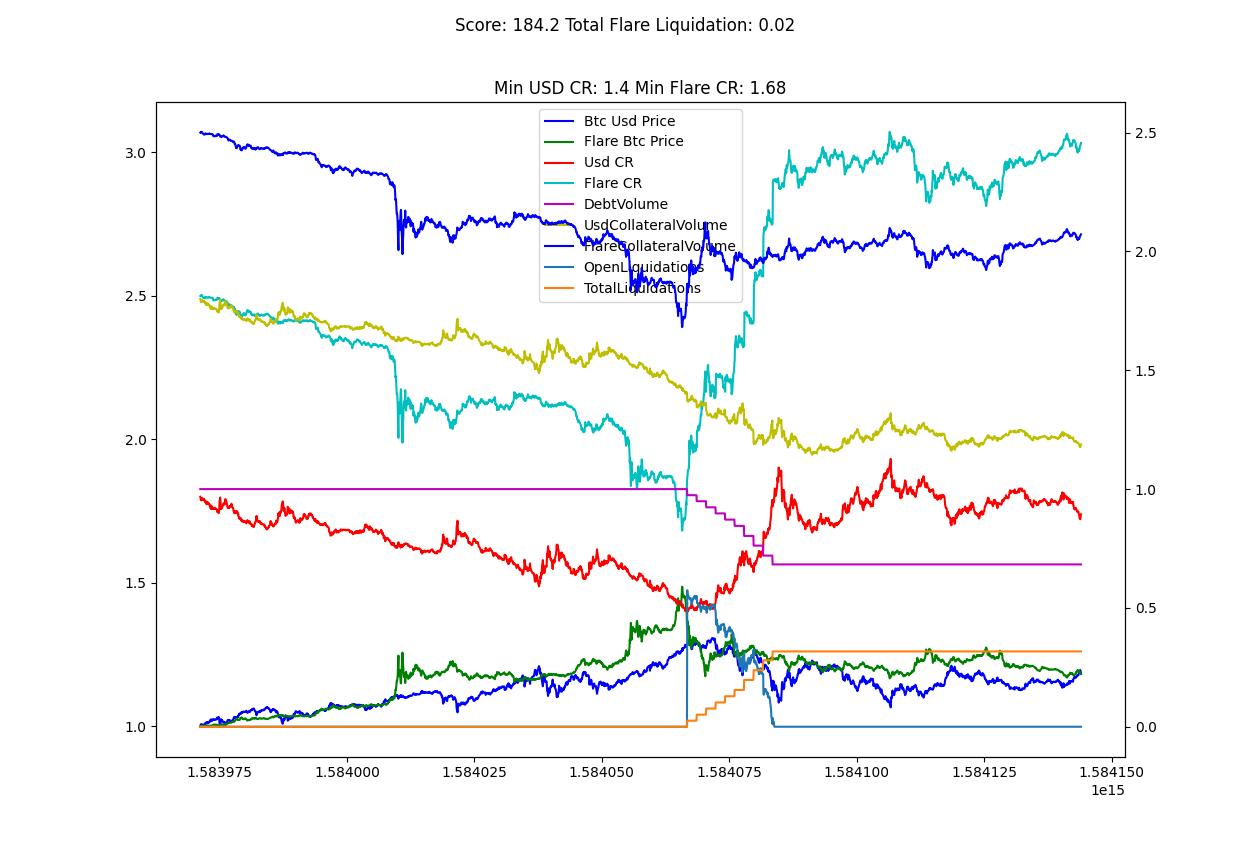 Score: 184.2 Total Flare Liquidation: 0.02
Min USD CR: 1.4 Min Flare CR: 1.68
Btc Usd Price
Flare Btc Price
Usd CR
Flare CR
DebtVolume
UsdCollateralVolume
FlareCollateralVolume
OpenLiquidations
TotalLiquidations
3.0
2.5
2.0
1.5
1.0
2.5
2.0
1.5
1.0
0.5
0.0
1.583975 1.584000 1.584025 1.584050 1.584075 1.584100 1.584125 1.584150
1e15